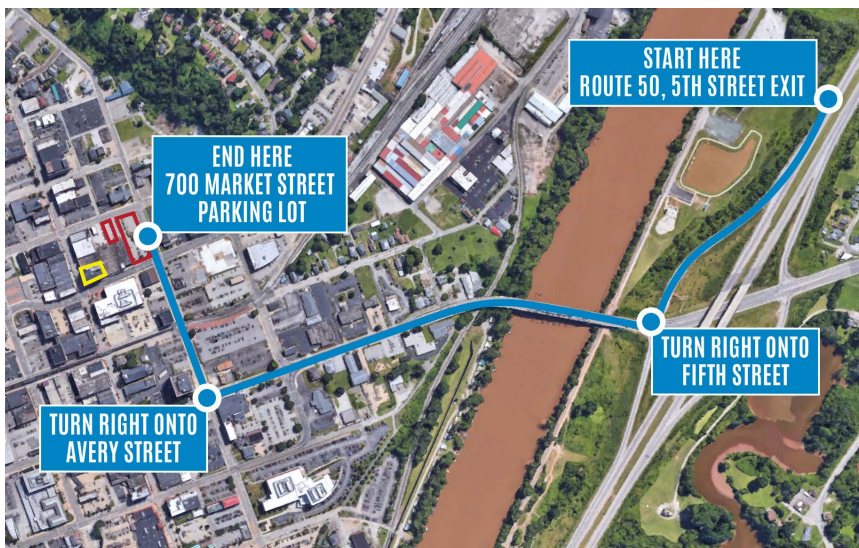 START HERE
ROUTE 50, 5TH STREET EXIT
END HERE
700 MARKET STREET
PARKING LOT
TURN RIGHT ONTO
FIFTH STREET
TURN RIGHT ONTO
AVERY STREET